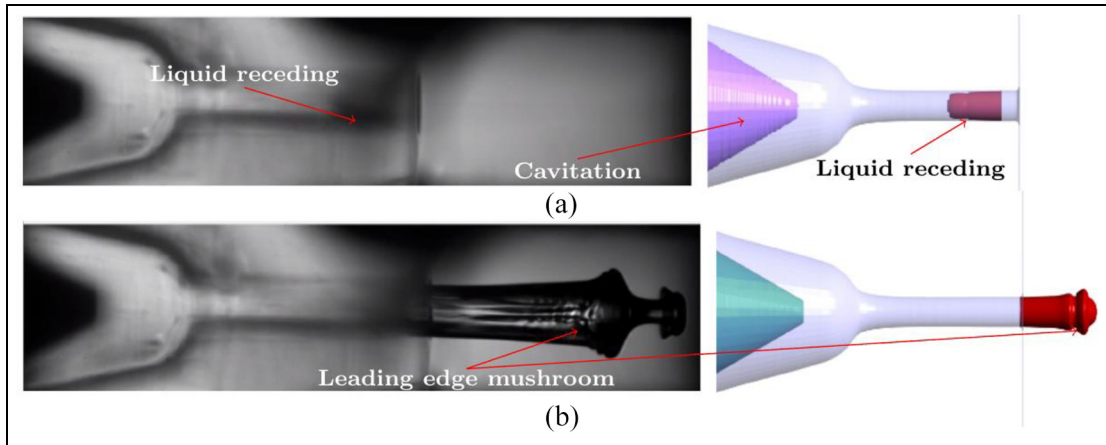 Liquid receding
Cavitation
Liquid receding
(a)
Leading edge mushroom
(b)